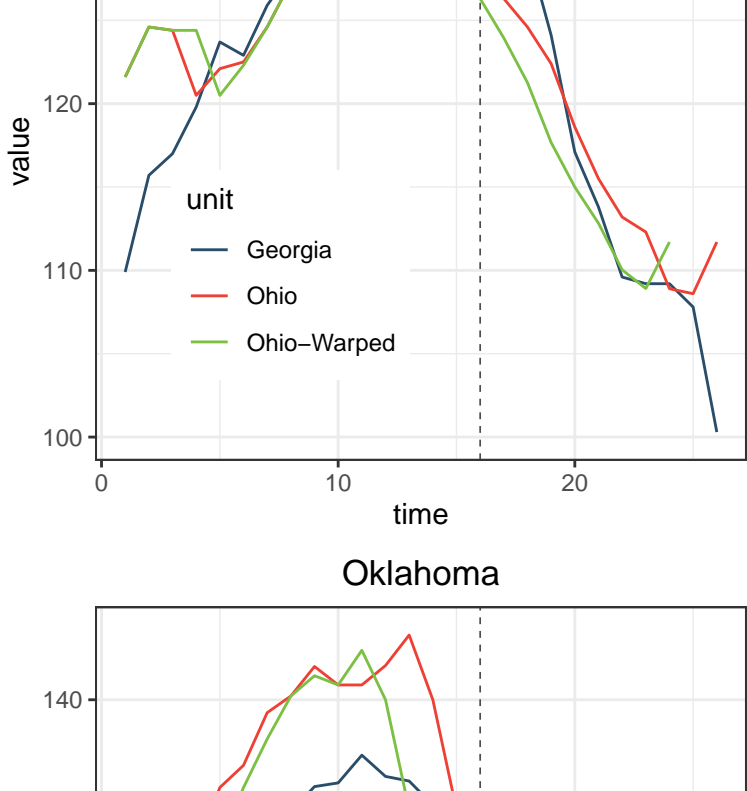 120
value
unit
Georgia
110
Ohio
Ohio−Warped
100
0 10 20
time
Oklahoma
140